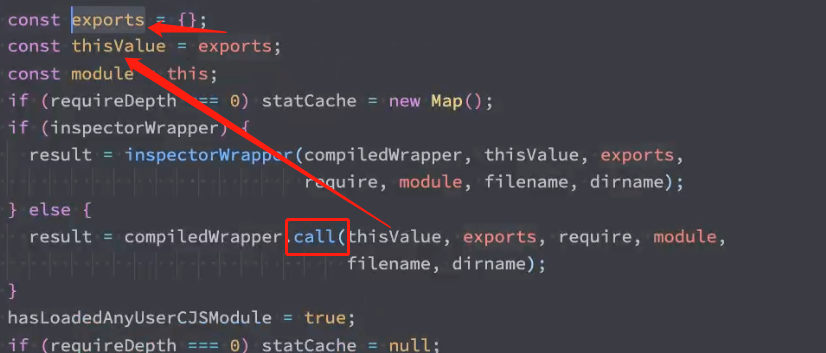 const exports = {};
const thisValue = exports;
const module = this;
if (requireDepth === 0) statCache = new Map();
if (inspectorWrapper) {
result = inspectorWrapper(compiledWrapper, thisValue, exports,
require, module, filename, dirname);
} else {
result = compiledWrapper.call(thisValue, exports, require, module,
filename, dirname);
}
hasLoadedAnyUserCJSModule = true;
if (requireDepth === 0) statCache = null;